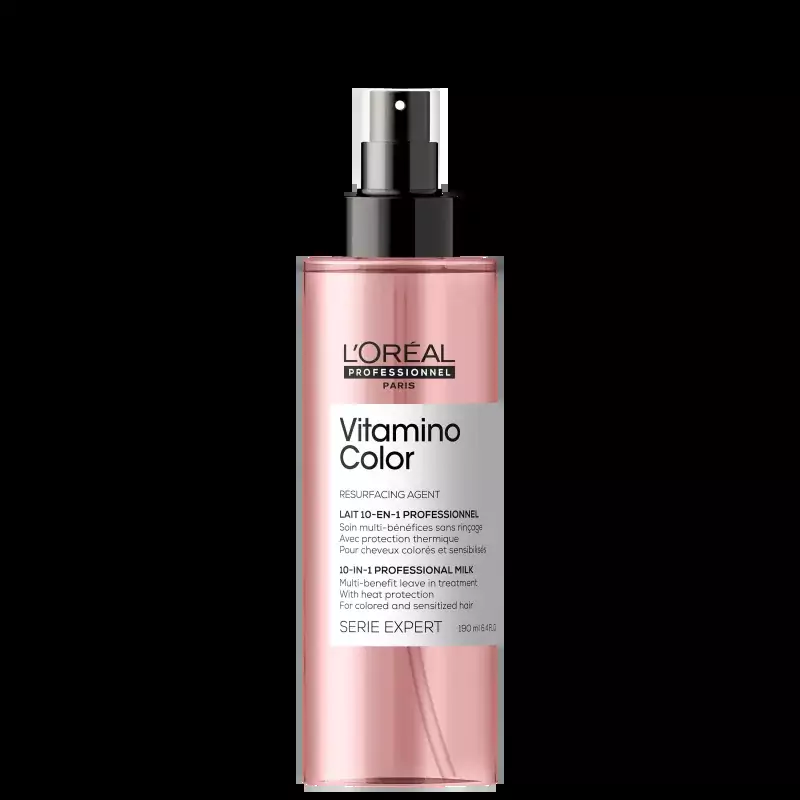 L'ORÉAL
PROFESSIONNEL
PARIS
Vitamino
Color
RESURFACING AGENT
LAIT 10-EN-1 PROFESSIONNEL
Soin multi-bénéfices sans rinçage
Avec protection thermique
Pour cheveux colorés et sensibilisés
10-IN-1 PROFESSIONAL MILK
Multi-benefit leave in treatment
With heat protection
For colored and sensitized hair
SERIE EXPERT 190 ml 6.4 FL.O